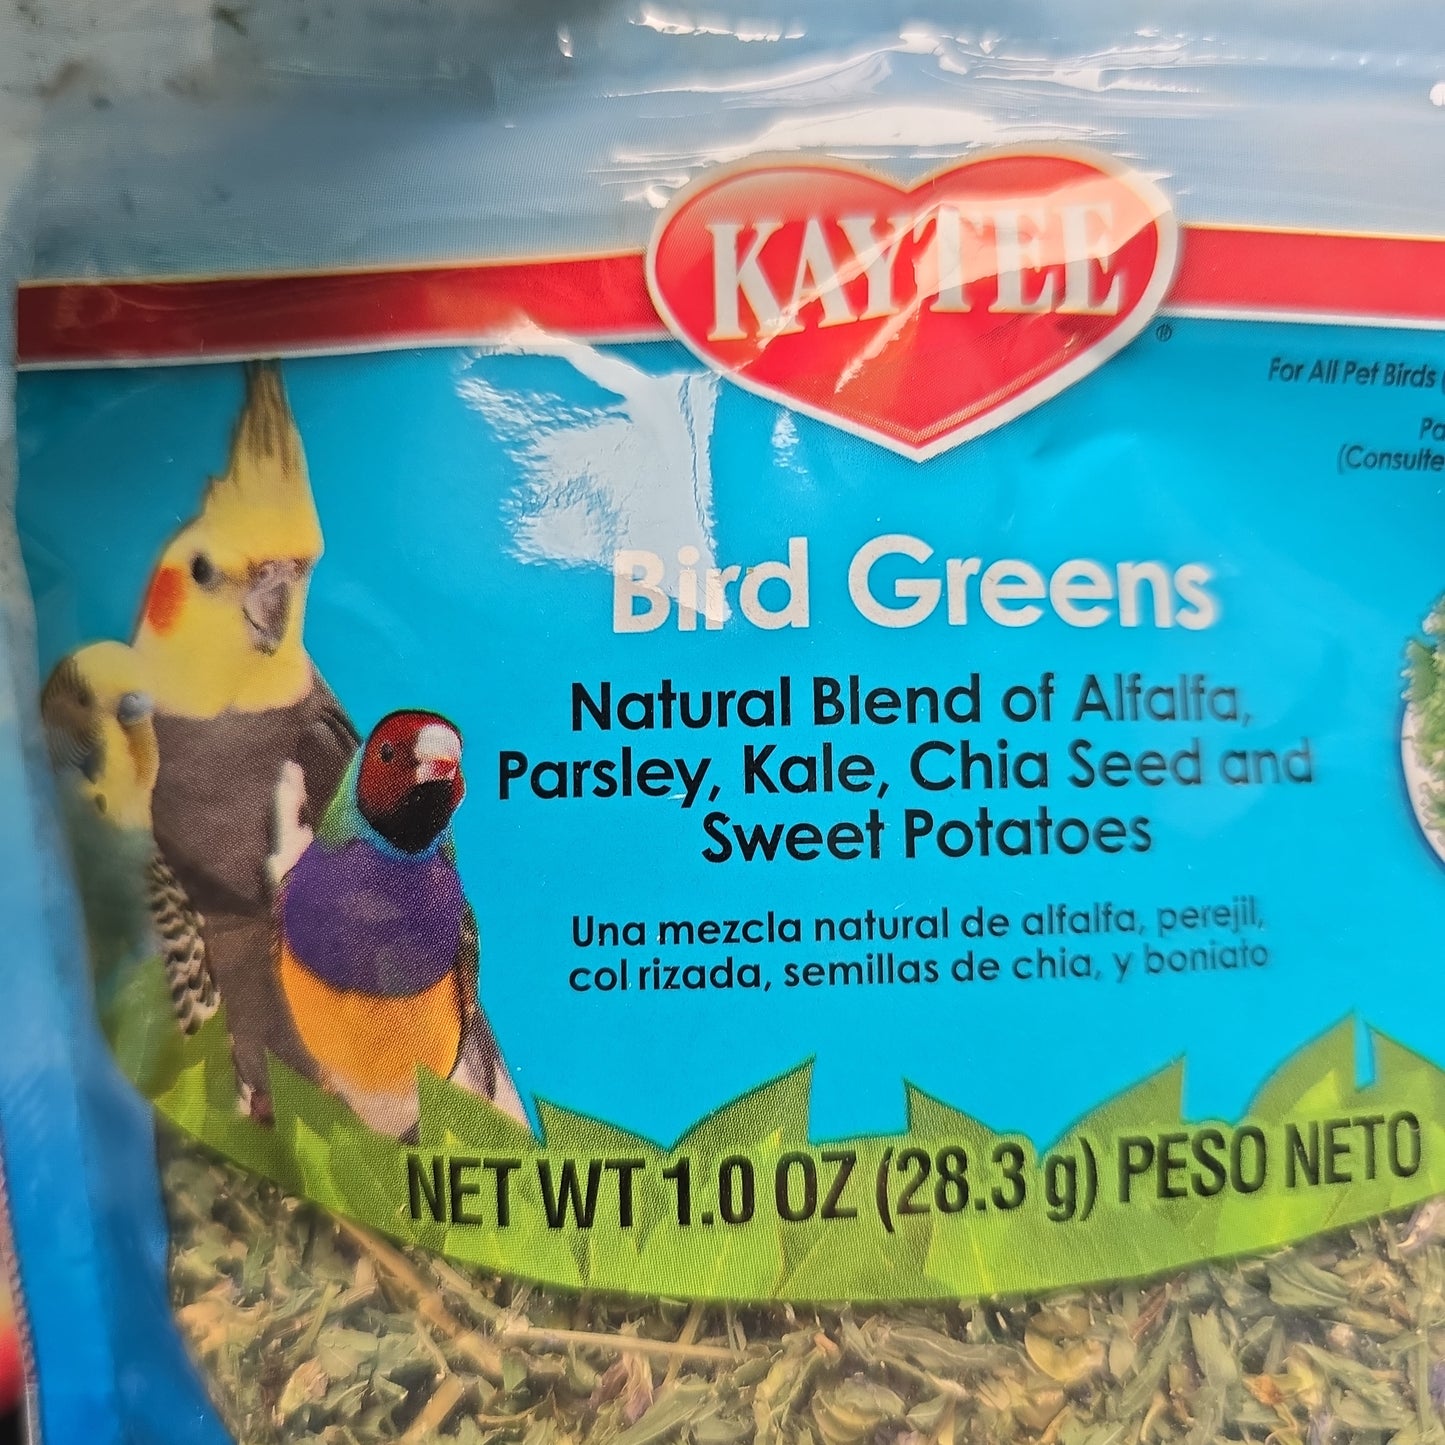 KAYTEE
®
For All Pet Birds
(Consulte
Bird Greens
Natural Blend of Alfalfa,
Parsley, Kale, Chia Seed and
Sweet Potatoes
Una mezcla natural de alfalfa, perejil,
col rizada, semillas de chia, y boniato
NET WT 1.0 OZ (28.3 g) PESO NETO